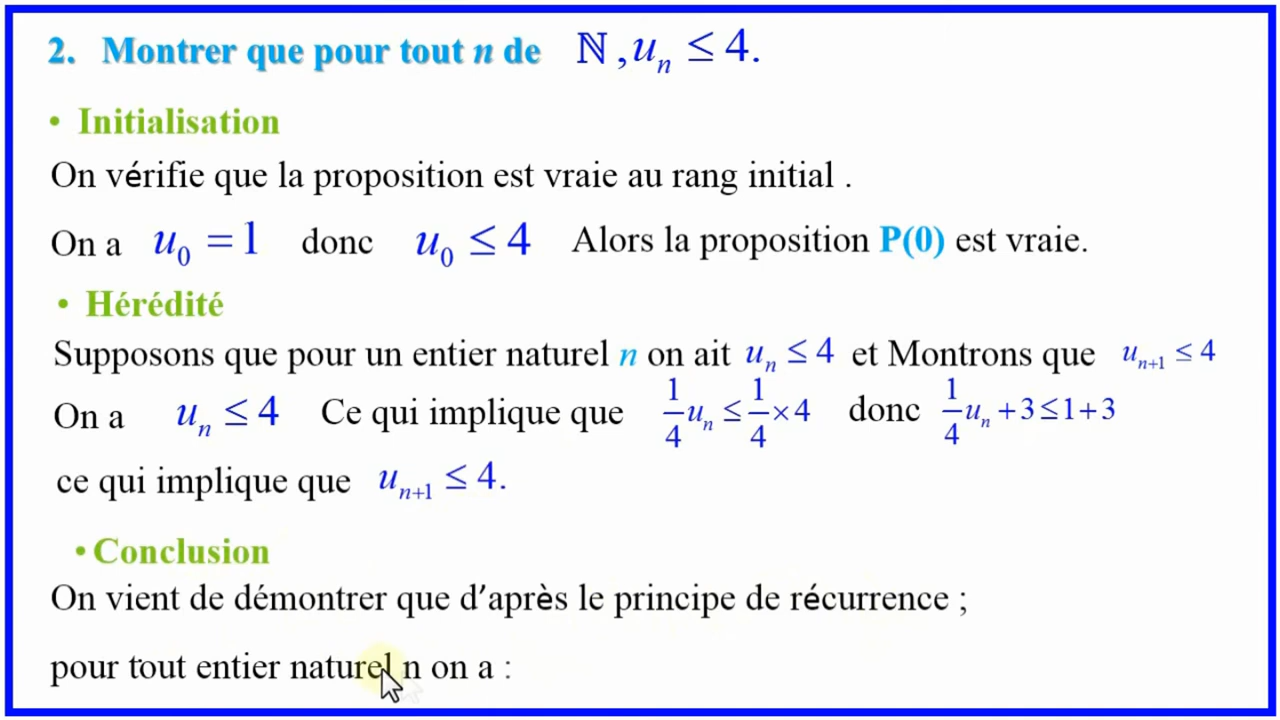 2. Montrer que pour tout n de ℕ ,uₙ ≤ 4.
• Initialisation
On vérifie que la proposition est vraie au rang initial .
On a u₀ = 1 donc u₀ ≤ 4 Alors la proposition P(0) est vraie.
• Hérédité
Supposons que pour un entier naturel n on ait uₙ ≤ 4 et Montrons que uₙ₊₁ ≤ 4
On a uₙ ≤ 4 Ce qui implique que 1/4 uₙ ≤ 1/4 × 4 donc 1/4 uₙ + 3 ≤ 1 + 3
ce qui implique que uₙ₊₁ ≤ 4.
• Conclusion
On vient de démontrer que d’après le principe de récurrence ;
pour tout entier naturel n on a :